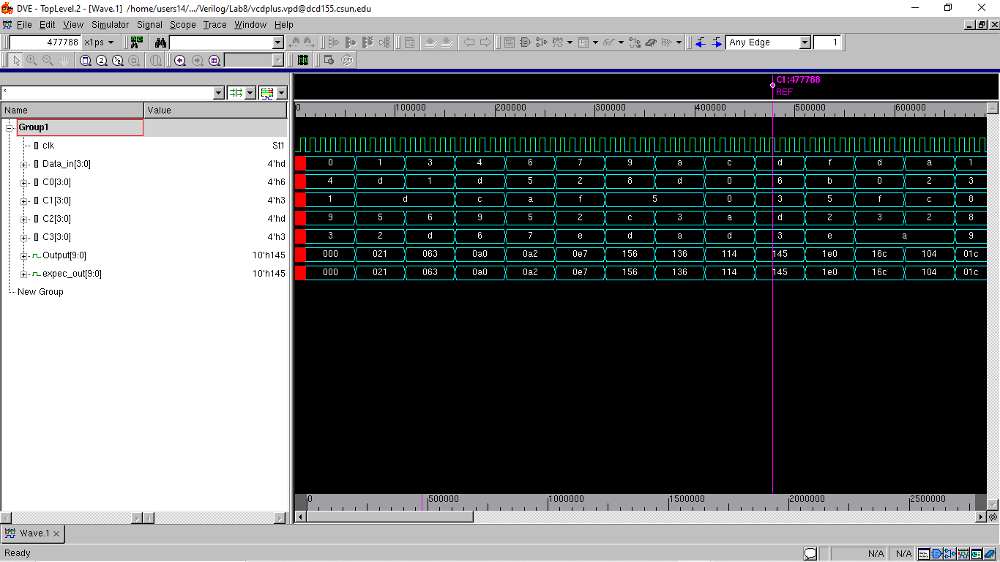 DVE - TopLevel.2 - [Wave.1]  /home/users14/.../Verilog/Lab8/vcdplus.vpd@dcd155.csun.edu
File Edit View Simulator Signal Scope Trace Window Help
477788 x1ps Any Edge 1
C1:477788
REF
*
Name Value
0 100000 200000 300000 400000 500000 600000
Group1
clk St1
Data_in[3:0] 4'hd 0 1 3 4 6 7 9 a c d f d a 1
C0[3:0] 4'h6 4 d 1 d 5 2 8 d 0 6 b 0 2 3
C1[3:0] 4'h3 1 d c a f 5 0 3 5 f c 8
C2[3:0] 4'hd 9 5 6 9 5 2 c 3 a d 2 3 2 8
C3[3:0] 4'h3 3 2 d 6 7 e d a d 3 e a 9
Output[9:0] 10'h145 000 021 063 0a0 0a2 0e7 156 136 114 145 1e0 16c 104 01c
expec_out[9:0] 10'h145 000 021 063 0a0 0a2 0e7 156 136 114 145 1e0 16c 104 01c
New Group
0 500000 1000000 1500000 2000000 2500000
Wave.1
Ready N/A N/A